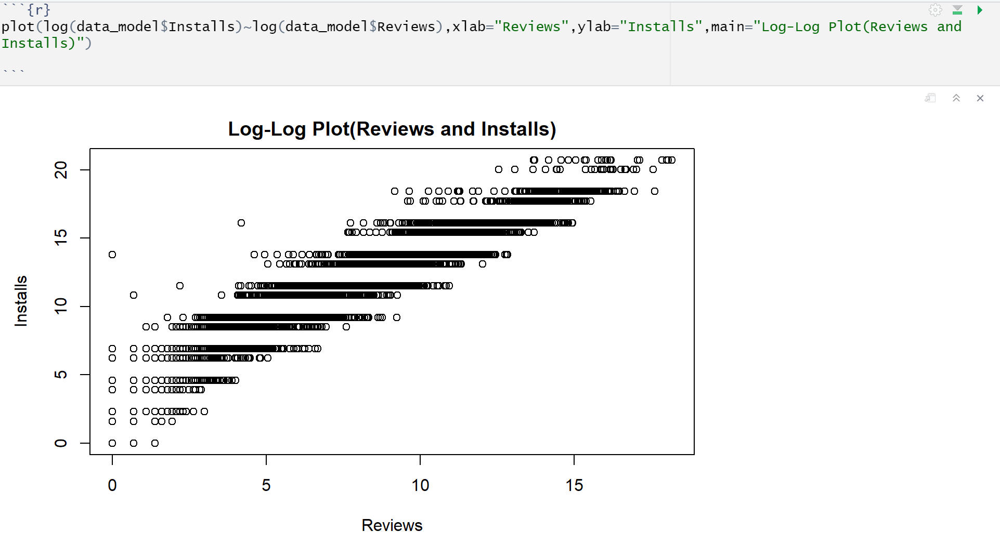 ```{r}
plot(log(data_model$Installs)~log(data_model$Reviews),xlab="Reviews",ylab="Installs",main="Log-Log Plot(Reviews and
Installs)")
```
Log-Log Plot(Reviews and Installs)
Installs
20
15
10
5
0
0 5 10 15
Reviews